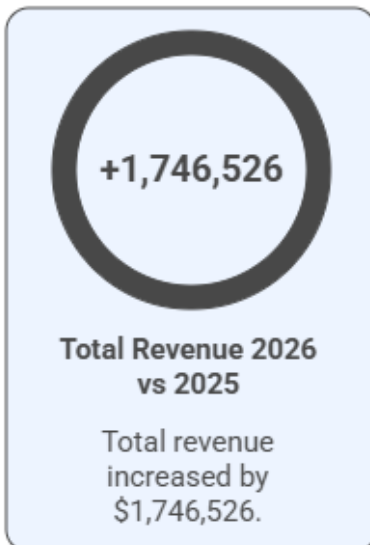 +1,746,526
Total Revenue 2026
vs 2025
Total revenue
increased by
$1,746,526.